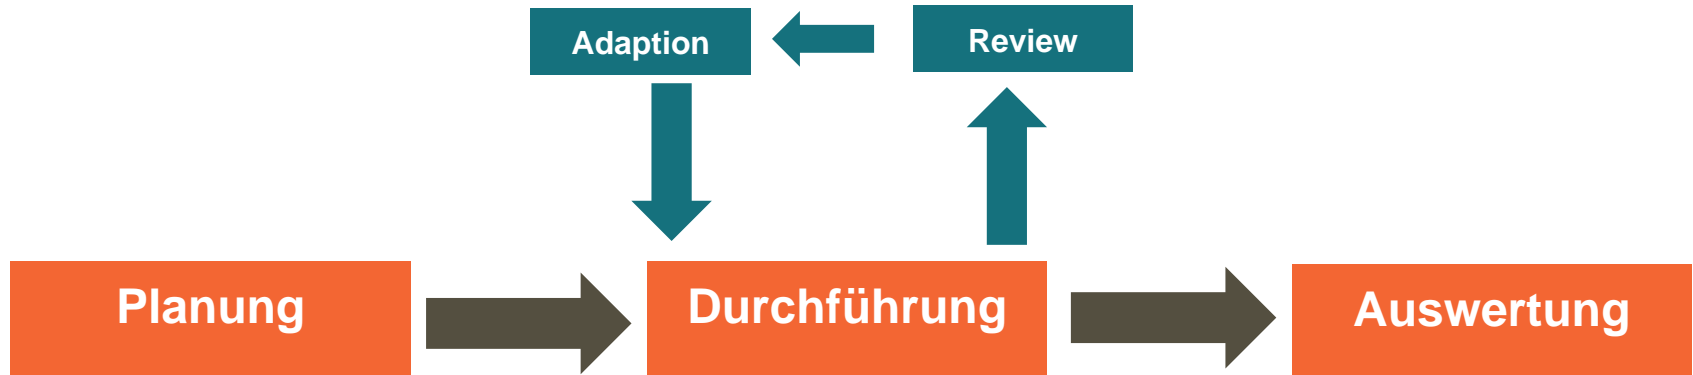 Adaption
Review
Planung
Durchführung
Auswertung